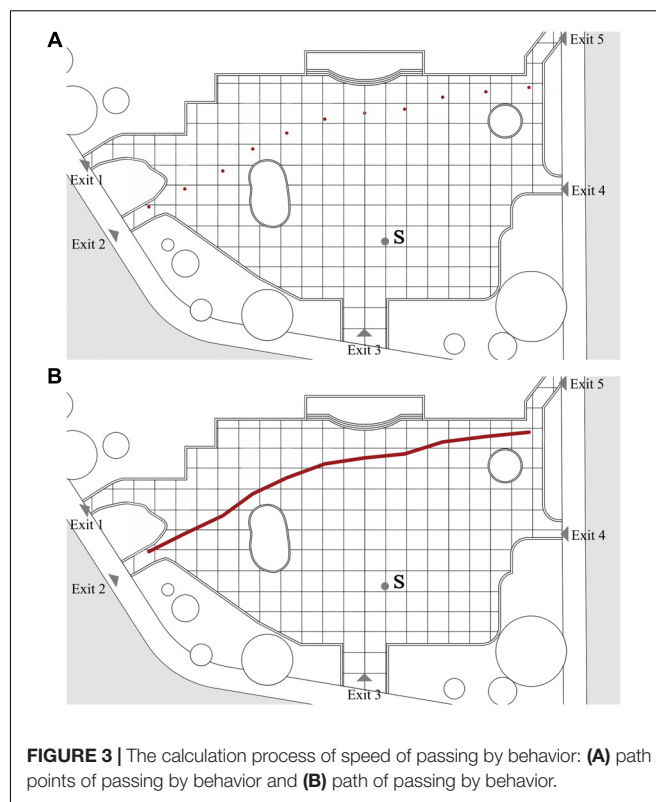 A
Exit 5
Exit 1
Exit 4
S
Exit 2
Exit 3
B
Exit 5
Exit 1
Exit 4
S
Exit 2
Exit 3
FIGURE 3 | The calculation process of speed of passing by behavior: (A) path
points of passing by behavior and (B) path of passing by behavior.